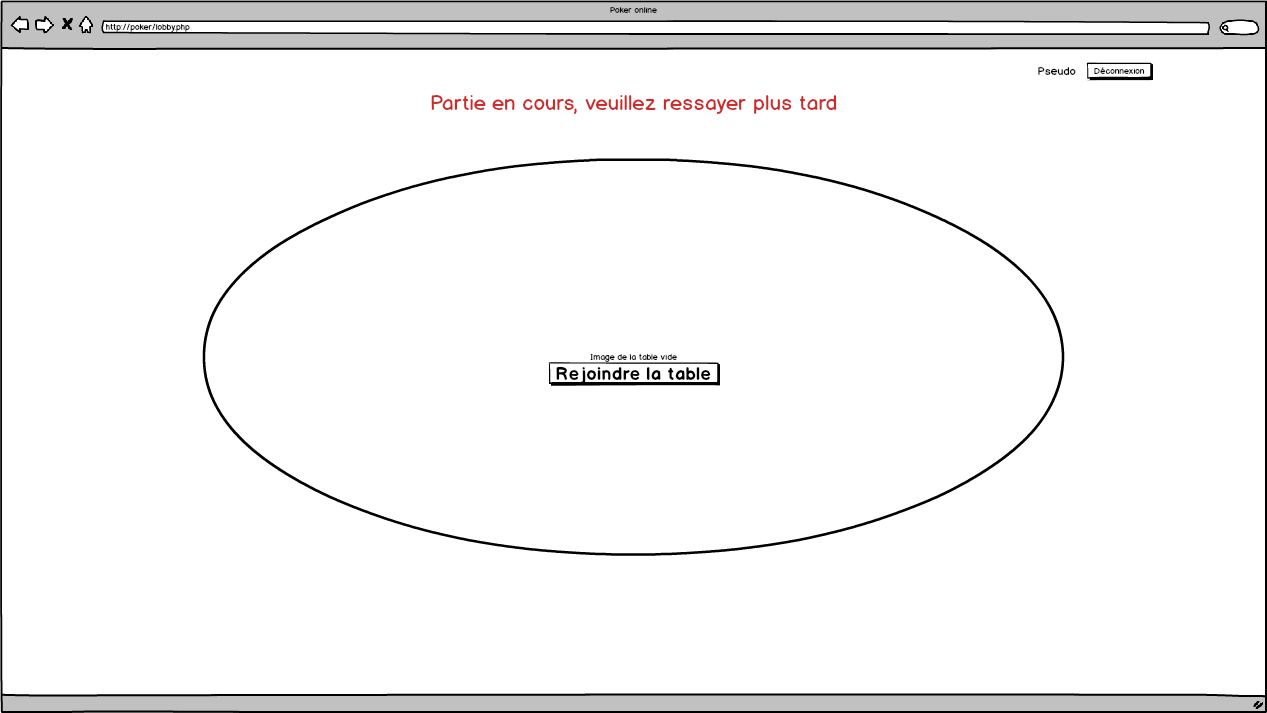 Poker online
http://poker/lobby.php
Pseudo
Déconnexion
Partie en cours, veuillez ressayer plus tard
Image de la table vide
Rejoindre la table